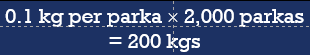 0.1 kg per parka × 2,000 parkas
= 200 kgs